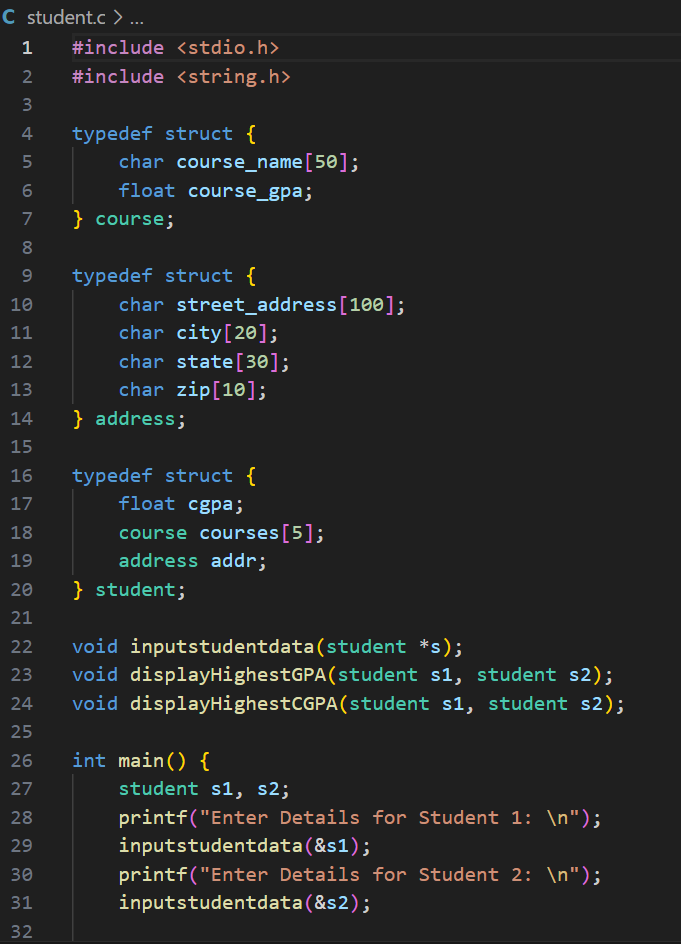 C student.c > ...
1 #include <stdio.h>
2 #include <string.h>
3
4 typedef struct {
5     char course_name[50];
6     float course_gpa;
7 } course;
8
9 typedef struct {
10     char street_address[100];
11     char city[20];
12     char state[30];
13     char zip[10];
14 } address;
15
16 typedef struct {
17     float cgpa;
18     course courses[5];
19     address addr;
20 } student;
21
22 void inputstudentdata(student *s);
23 void displayHighestGPA(student s1, student s2);
24 void displayHighestCGPA(student s1, student s2);
25
26 int main() {
27     student s1, s2;
28     printf("Enter Details for Student 1: \n");
29     inputstudentdata(&s1);
30     printf("Enter Details for Student 2: \n");
31     inputstudentdata(&s2);
32